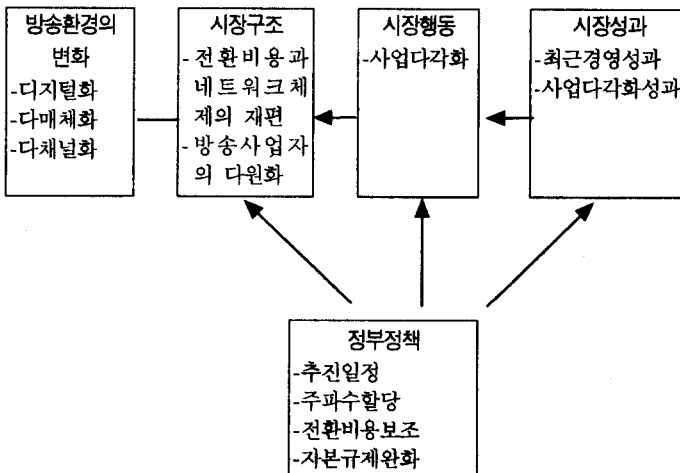 방송환경의
변화
-디지털화
-다매체화
-다채널화
시장구조
-전환비용과
네트워크체
제의 재편
-방송사업자
의 다원화
시장행동
-사업다각화
시장성과
-최근경영성과
-사업다각화성과
정부정책
-추진일정
-주파수할당
-전환비용보조
-자본규제완화